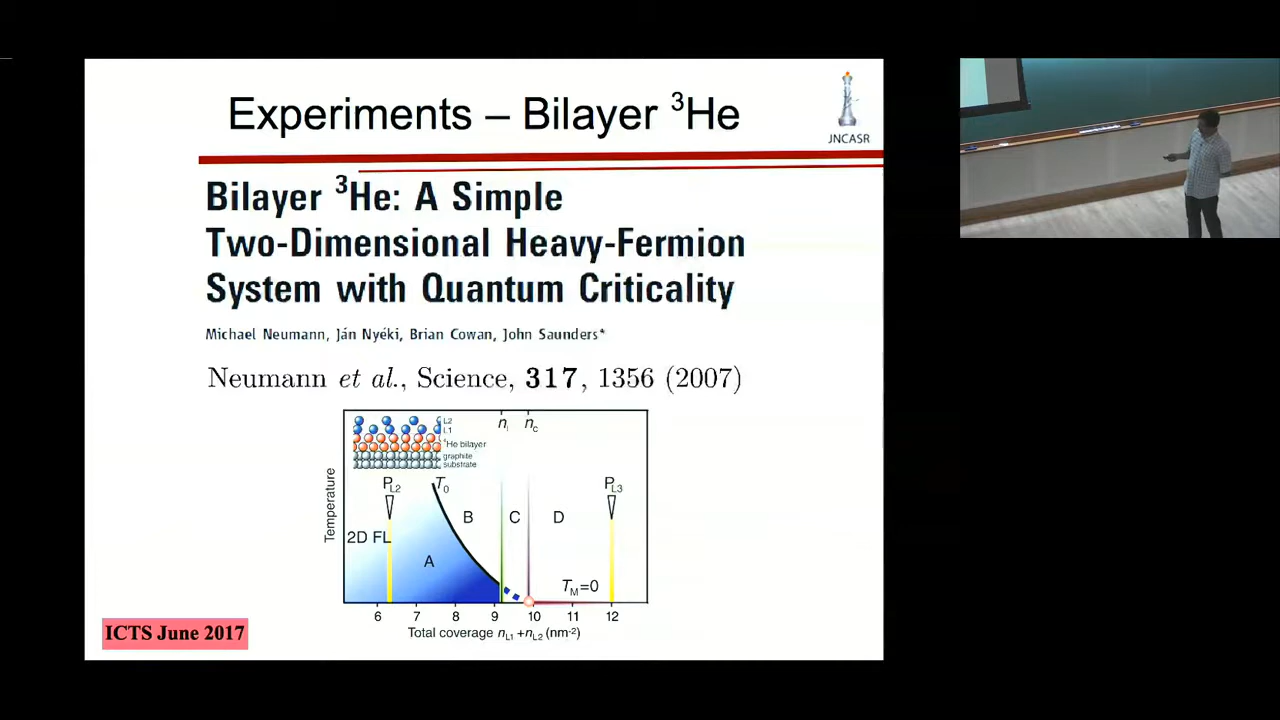 Experiments – Bilayer ³He
JNCASR
Bilayer ³He: A Simple
Two-Dimensional Heavy-Fermion
System with Quantum Criticality
Michael Neumann, Ján Nyéki, Brian Cowan, John Saunders*
Neumann et al., Science, 317, 1356 (2007)
L2
L1
⁴He bilayer
graphite
substrate
nᵢ n_c
P_L2 T₀ P_L3
B C D
2D FL
A
T_M=0
Temperature
6 7 8 9 10 11 12
Total coverage n_L1 +n_L2 (nm⁻²)
ICTS June 2017